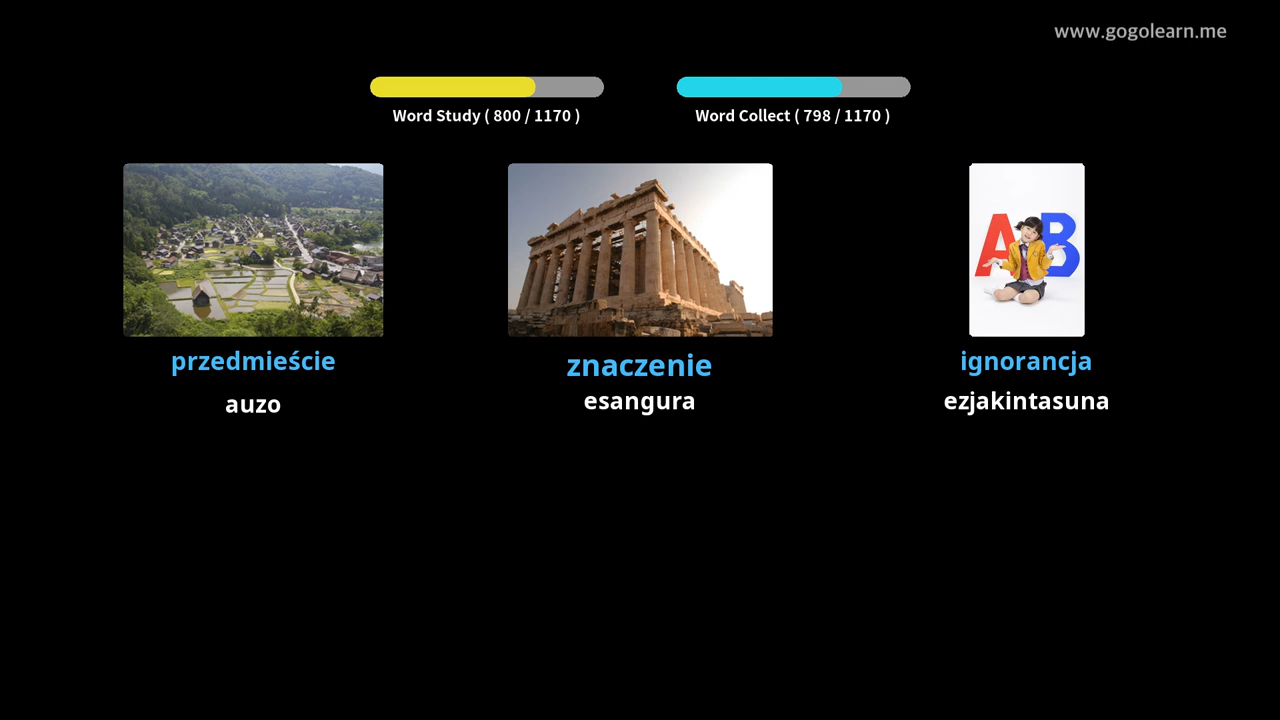 www.gogolearn.me
Word Study ( 800 / 1170 )
Word Collect ( 798 / 1170 )
A B
przedmieście
auzo
znaczenie
esangura
ignorancja
ezjakintasuna